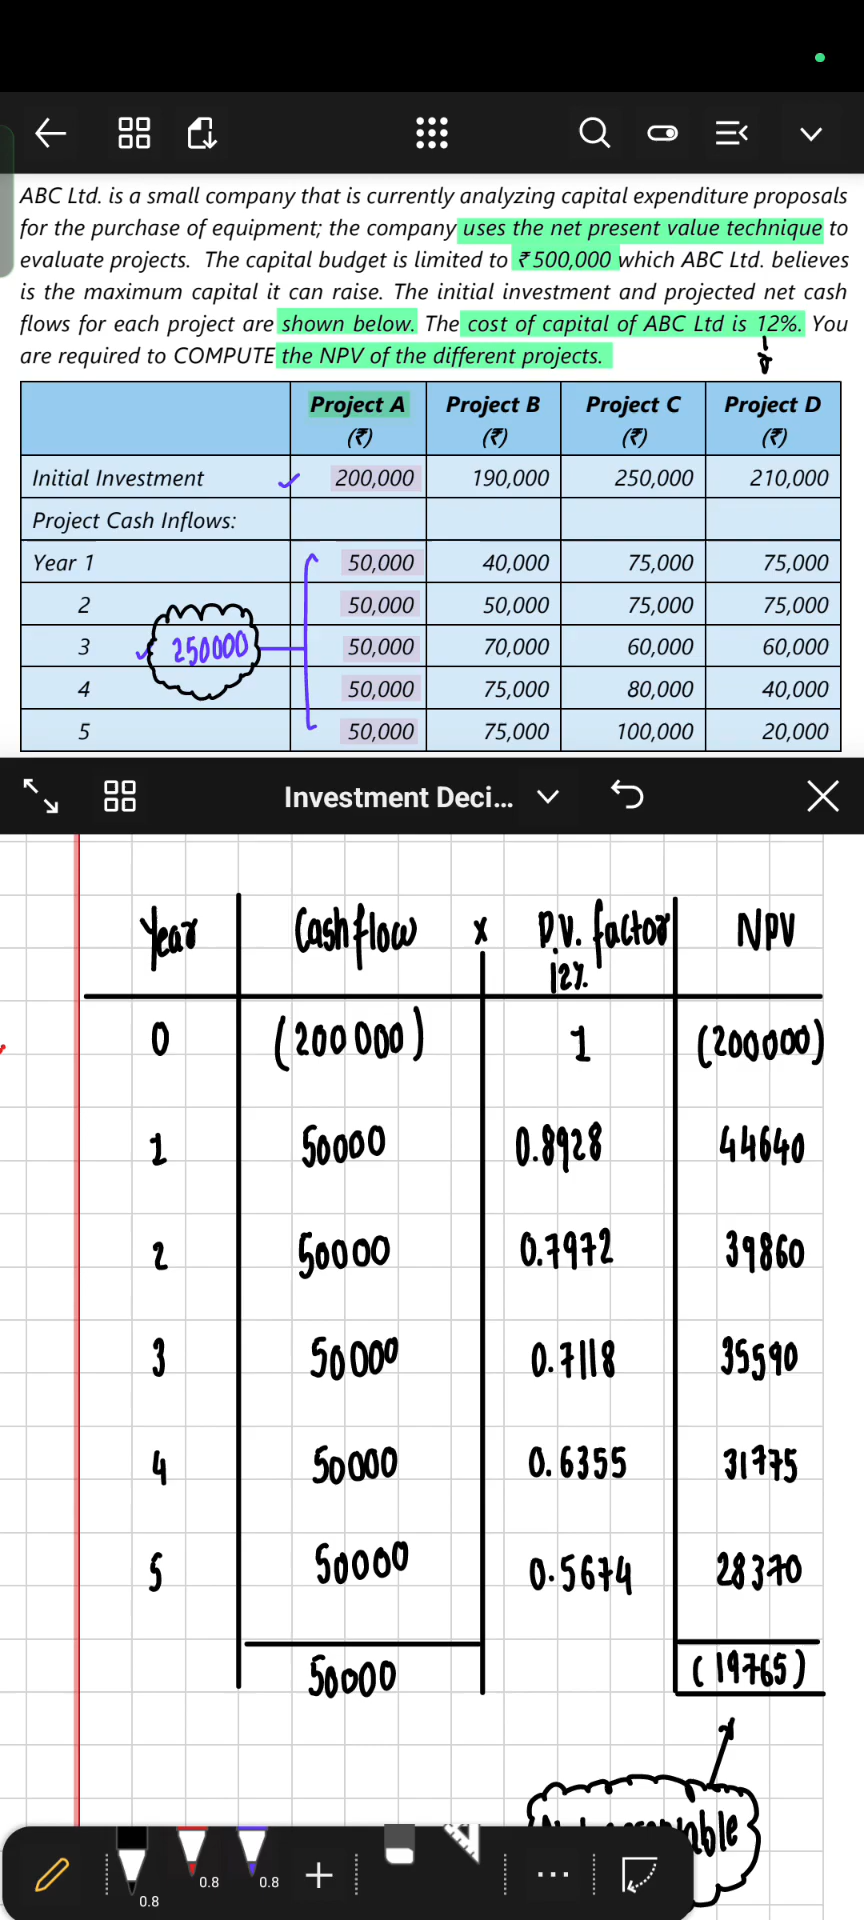 ABC Ltd. is a small company that is currently analyzing capital expenditure proposals
for the purchase of equipment; the company uses the net present value technique to
evaluate projects. The capital budget is limited to ₹500,000 which ABC Ltd. believes
is the maximum capital it can raise. The initial investment and projected net cash
flows for each project are shown below. The cost of capital of ABC Ltd is 12%. You
are required to COMPUTE the NPV of the different projects.
Project A Project B Project C Project D
(₹) (₹) (₹) (₹)
Initial Investment 200,000 190,000 250,000 210,000
Project Cash Inflows:
Year 1 50,000 40,000 75,000 75,000
2 50,000 50,000 75,000 75,000
3 250000 50,000 70,000 60,000 60,000
4 50,000 75,000 80,000 40,000
5 50,000 75,000 100,000 20,000
Investment Deci...
Year Cash flow x P.V. factor NPV
12%
0 (200 000) 1 (200000)
1 50000 0.8928 44640
2 50000 0.7972 39860
3 50000 0.7118 35590
4 50000 0.6355 31775
5 50000 0.5674 28370
50000 (19765)
0.8 0.8 0.8